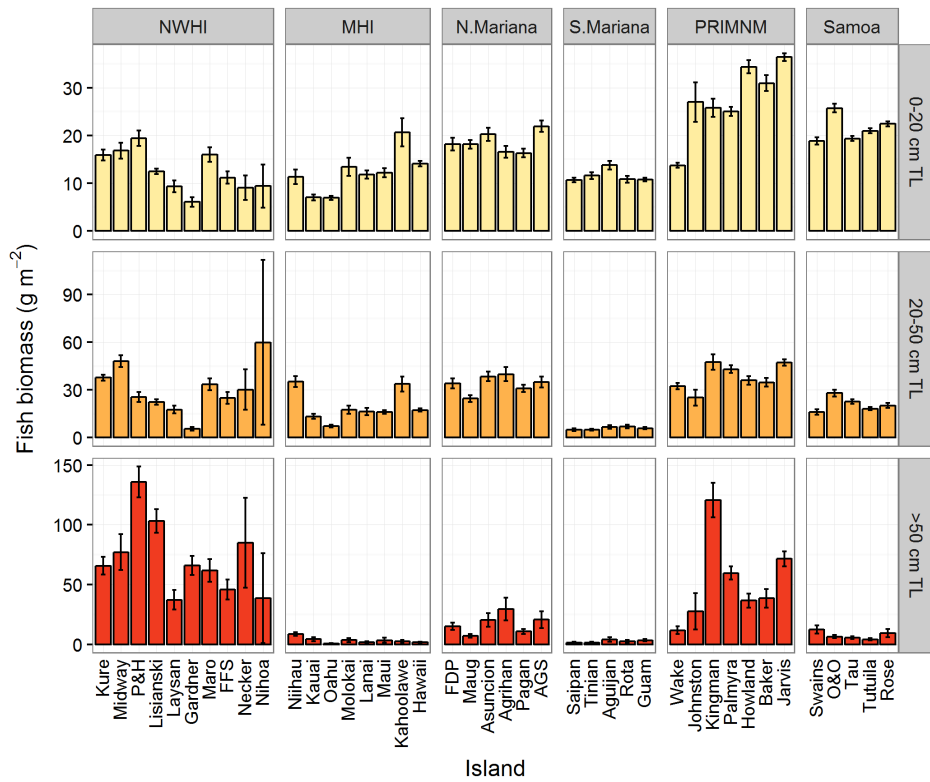 NWHI MHI N.Mariana S.Mariana PRIMNM Samoa
30
20
10
0
0-20 cm TL
90
60
30
0
20-50 cm TL
150
100
50
0
>50 cm TL
Fish biomass (g m⁻²)
Kure
Midway
P&H
Lisianski
Laysan
Gardner
Maro
FFS
Necker
Nihoa
Niihau
Kauai
Oahu
Molokai
Lanai
Maui
Kahoolawe
Hawaii
FDP
Maug
Asuncion
Agrihan
Pagan
AGS
Saipan
Tinian
Aguijan
Rota
Guam
Wake
Johnston
Kingman
Palmyra
Howland
Baker
Jarvis
Swains
O&O
Tau
Tutuila
Rose
Island